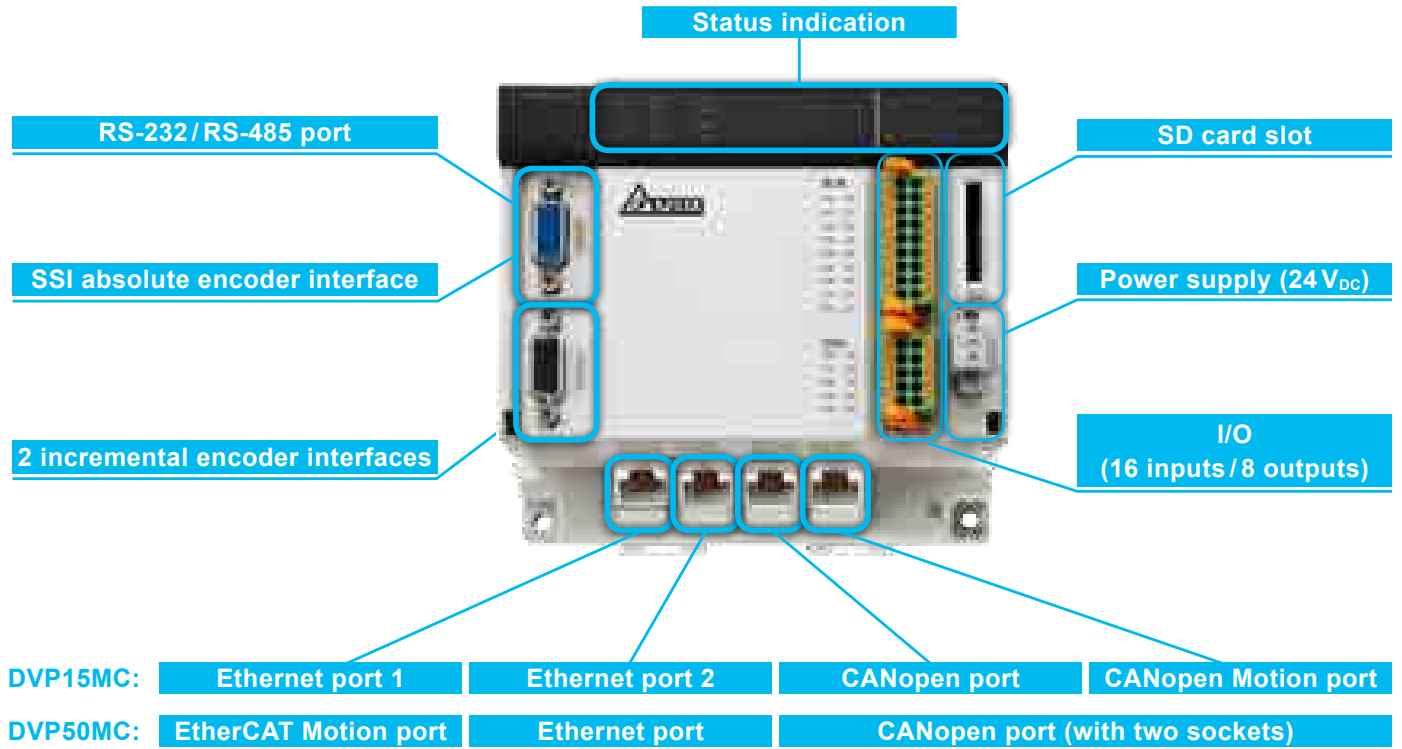 Status indication
RS-232 / RS-485 port
SD card slot
SSI absolute encoder interface
Power supply (24 VDC)
2 incremental encoder interfaces
I/O
(16 inputs / 8 outputs)
DVP15MC: Ethernet port 1 Ethernet port 2 CANopen port CANopen Motion port
DVP50MC: EtherCAT Motion port Ethernet port CANopen port (with two sockets)